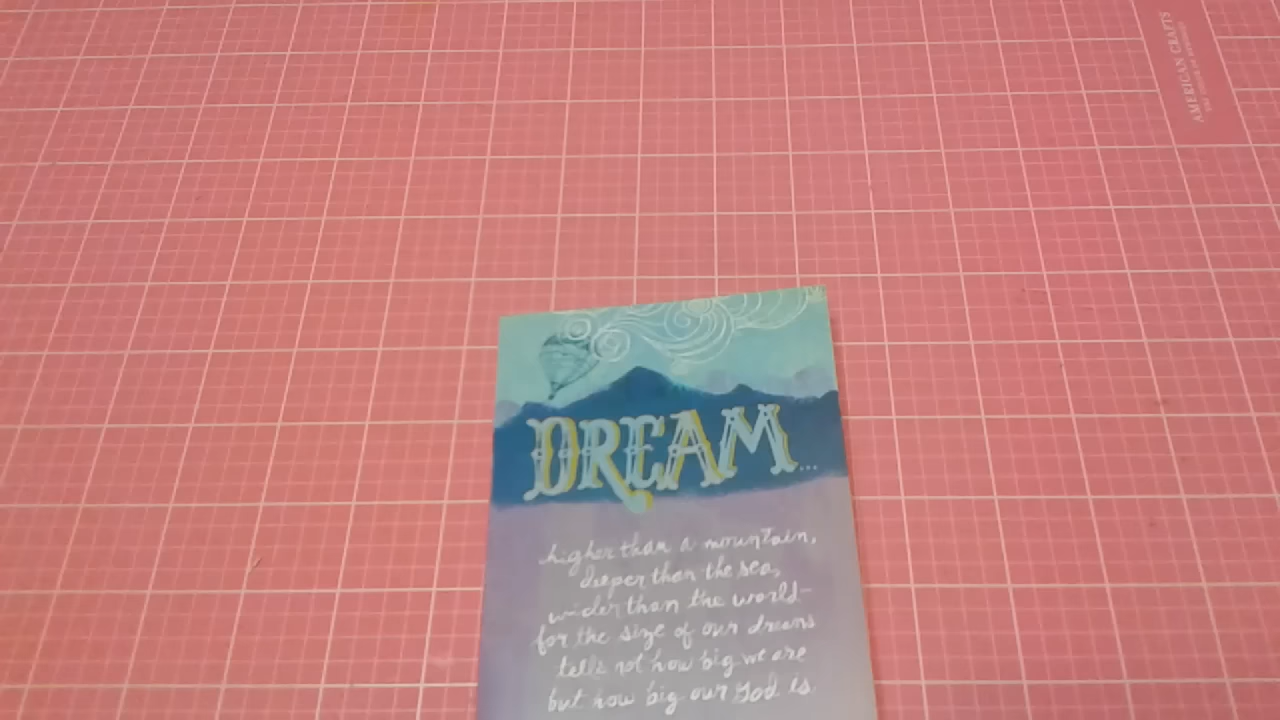 AMERICAN CRAFTS
DREAM...
higher than a mountain,
deeper than the sea,
wider than the world-
for the size of our dreams
tells not how big we are
but how big our God is.